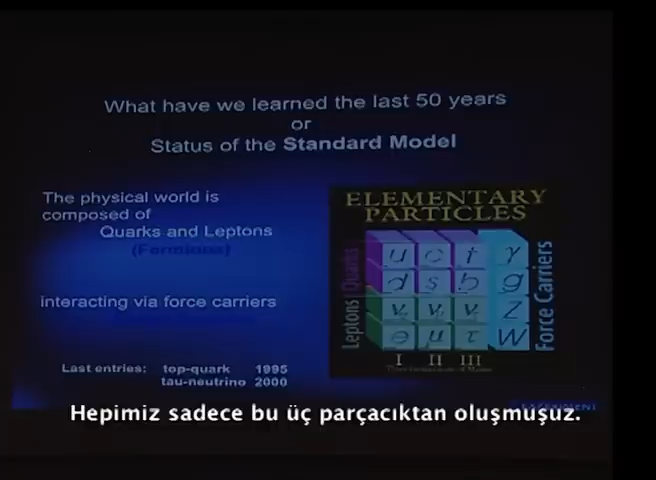 What have we learned the last 50 years
or
Status of the Standard Model
The physical world is
composed of
Quarks and Leptons
(Fermions)
interacting via force carriers
Last entries: top-quark 1995
tau-neutrino 2000
ELEMENTARY
PARTICLES
Quarks
Leptons
Force Carriers
u c t γ
d s b g
ν ν ν Z
e μ τ W
I II III
Hepimiz sadece bu üç parçacıktan oluşmuşuz.